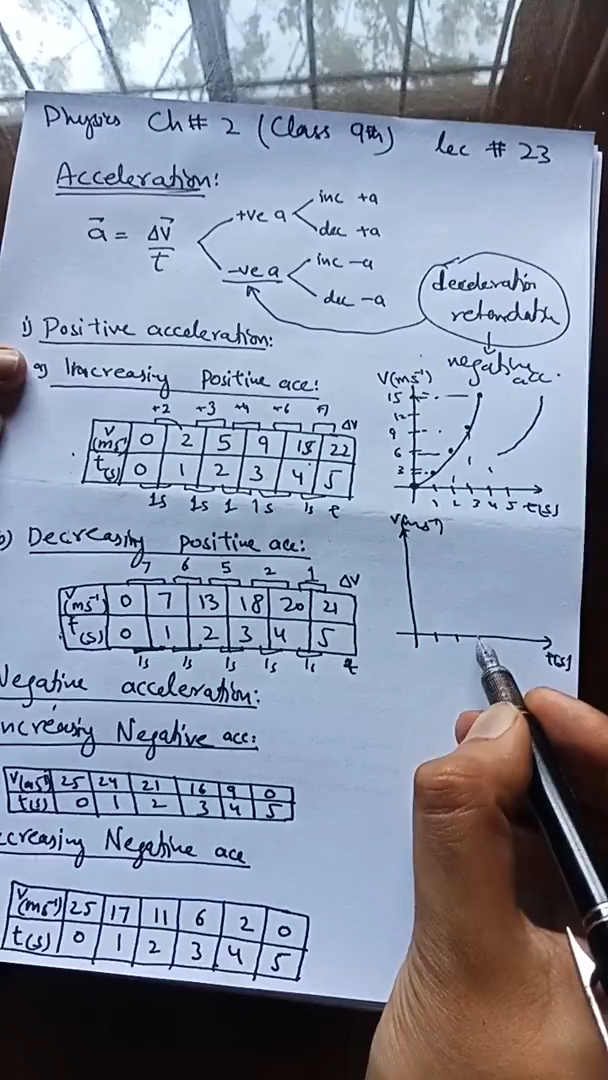 Physics Ch# 2 (Class 9th) lec # 23
Acceleration:
a = Δv/t
+ve a
inc +a
dec +a
-ve a
inc -a
dec -a
deceleration
retardation
negative
acc.
i) Positive acceleration:
a) Increasing positive acc:
+2 +3 +4 +6 +7 ΔV
V(ms⁻¹) 0 2 5 9 15 22
t(s) 0 1 2 3 4 5
1s 1s 1 1s 1s t
V(ms⁻¹)
15
12
9
6
3
1 2 3 4 5 t(s)
b) Decreasing positive acc:
7 6 5 2 1 ΔV
V(ms⁻¹) 0 7 13 18 20 21
t(s) 0 1 2 3 4 5
1s 1s 1s 1s 1s t
V(ms⁻¹)
t(s)
Negative acceleration:
ncreasing Negative acc:
V(ms⁻¹) 25 24 21 16 9 0
t(s) 0 1 2 3 4 5
ecreasing Negative acc
V(ms⁻¹) 25 17 11 6 2 0
t(s) 0 1 2 3 4 5